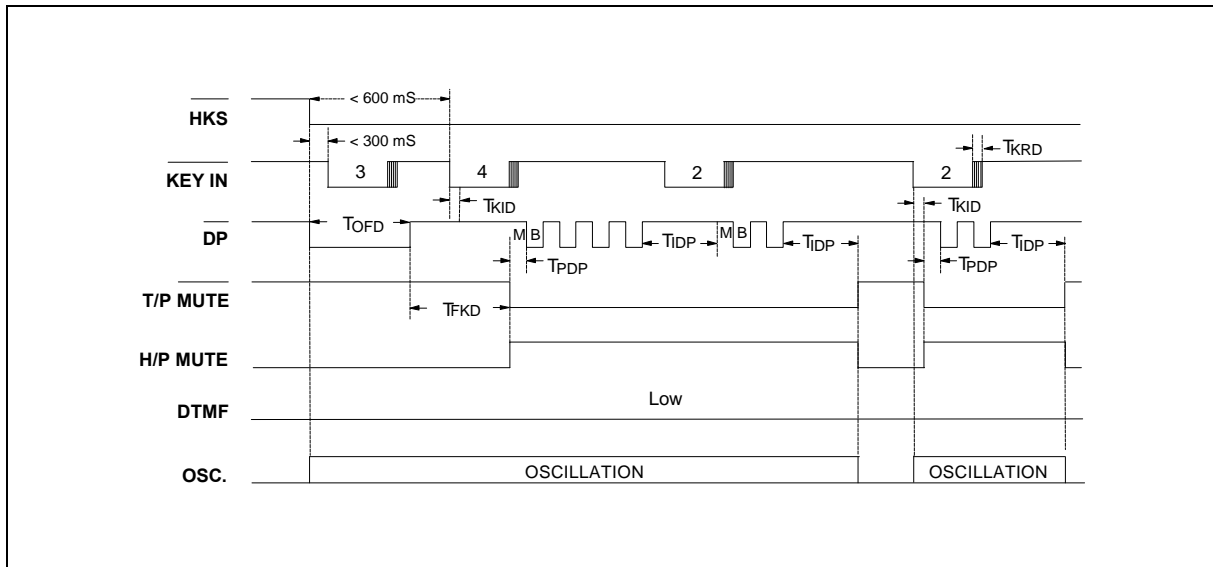 HKS
< 600 mS
< 300 mS
KEY IN
3
4
2
2
TKRD
TKID
TKID
DP
TOFD
M B
TIDP
M B
TIDP
TIDP
TPDP
TPDP
T/P MUTE
TFKD
H/P MUTE
DTMF
Low
OSC.
OSCILLATION
OSCILLATION